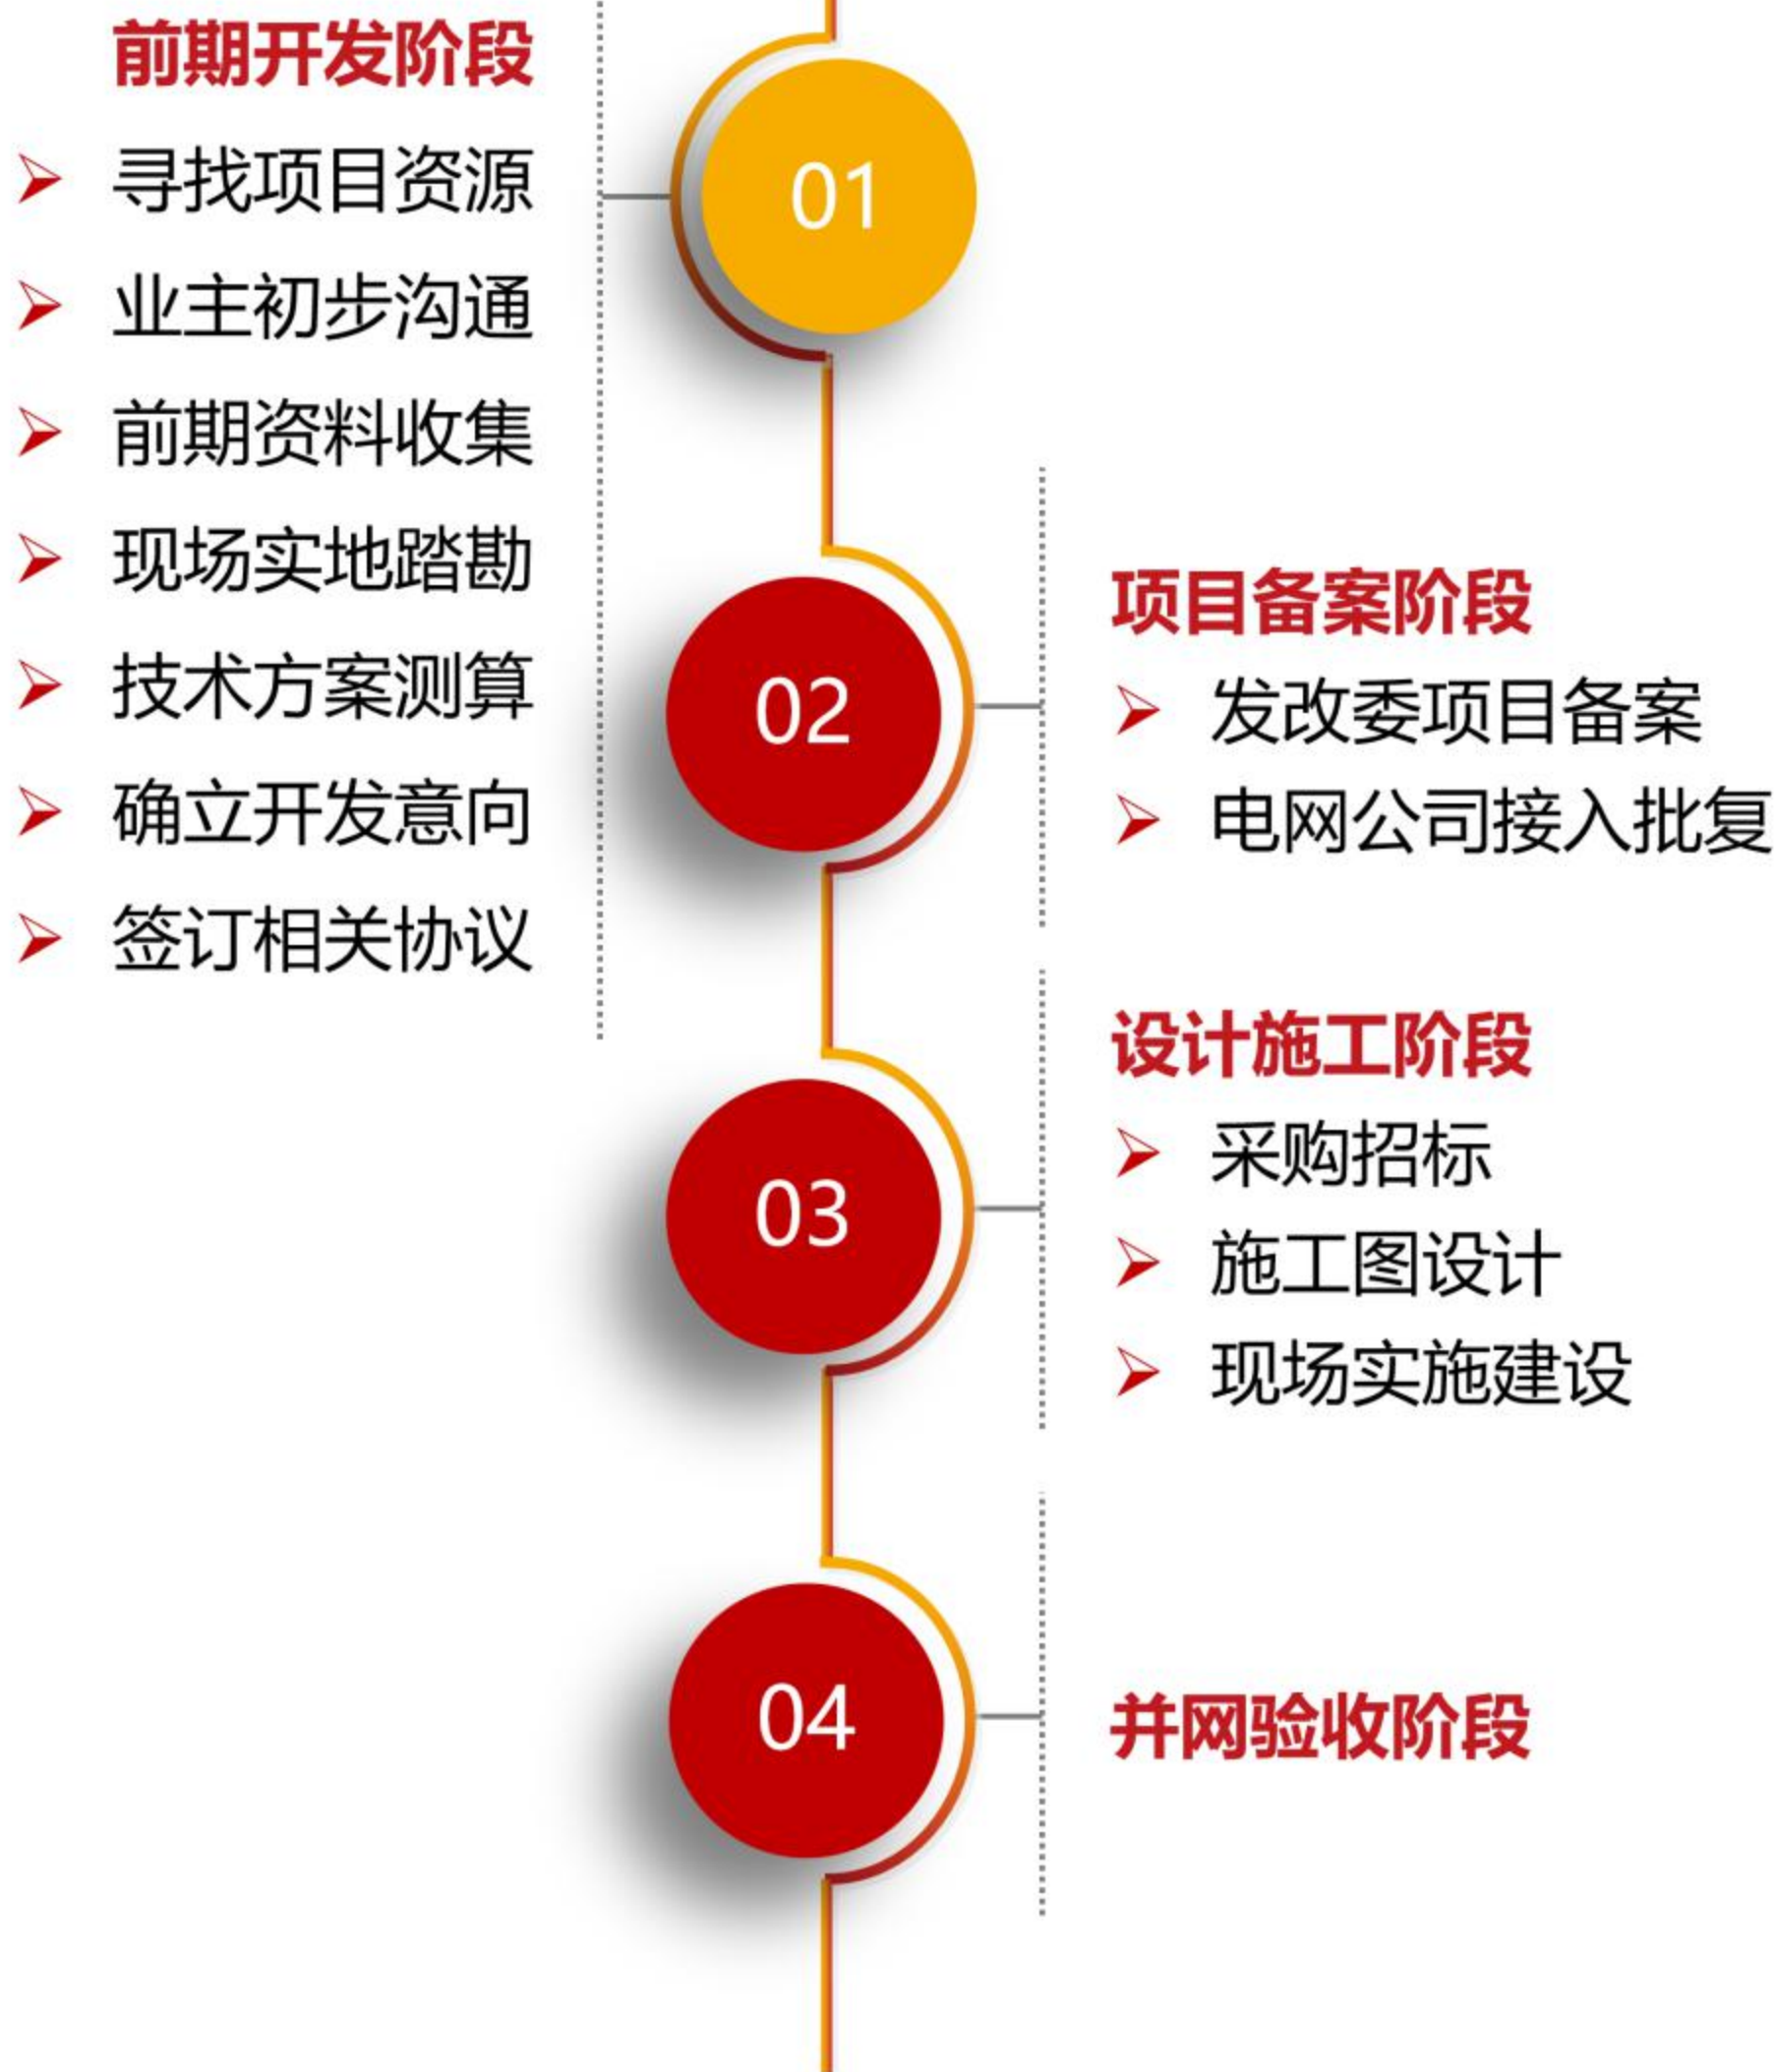 前期开发阶段
寻找项目资源
业主初步沟通
前期资料收集
现场实地踏勘
技术方案测算
确立开发意向
签订相关协议
01
02
项目备案阶段
发改委项目备案
电网公司接入批复
03
设计施工阶段
采购招标
施工图设计
现场实施建设
04
并网验收阶段